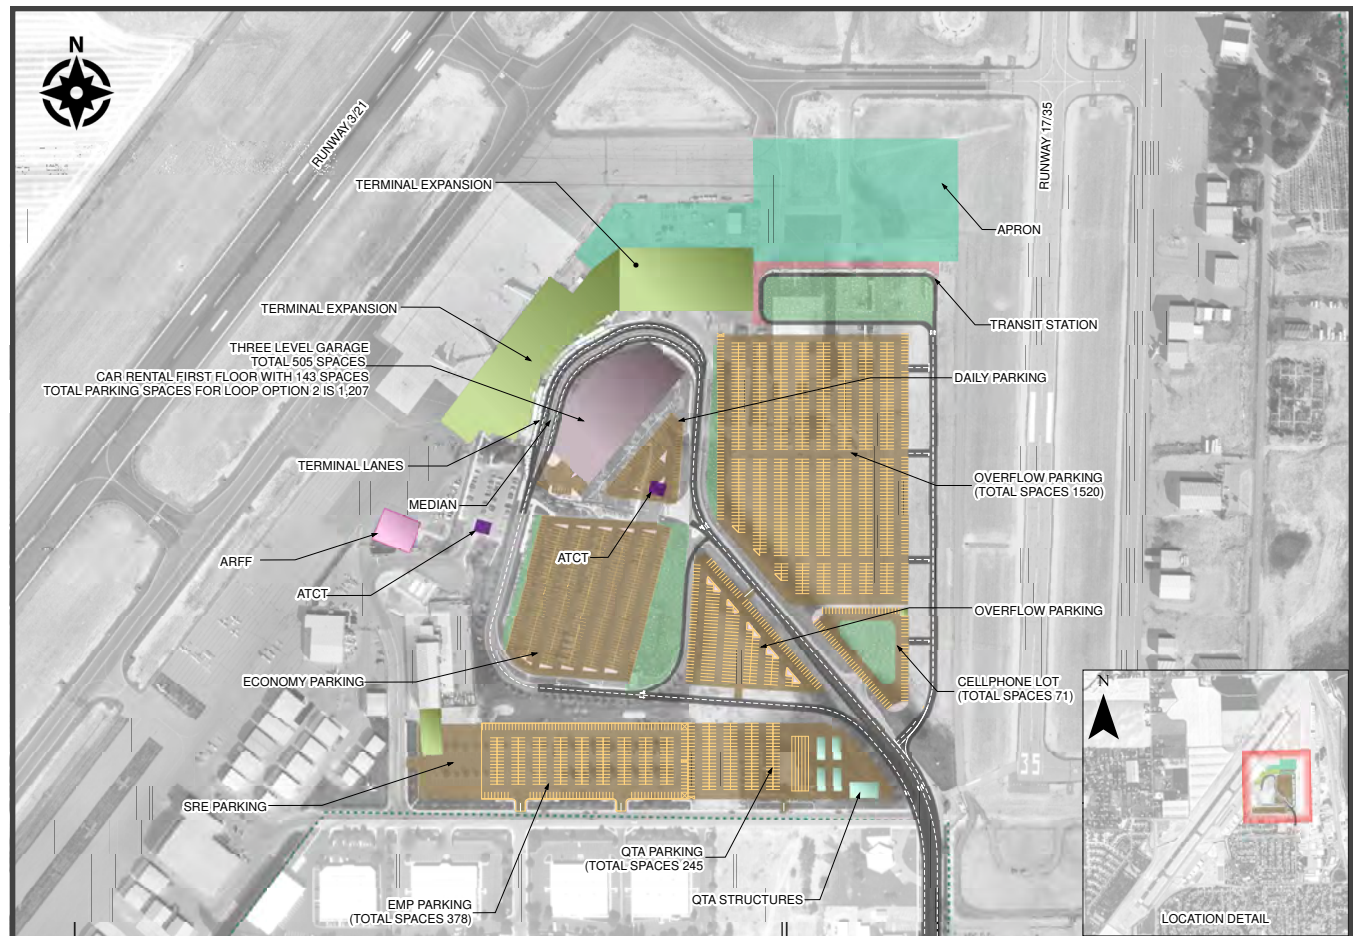 N
RUNWAY 3/21
RUNWAY 17/35
TERMINAL EXPANSION
APRON
TERMINAL EXPANSION
TRANSIT STATION
THREE LEVEL GARAGE
TOTAL 505 SPACES
CAR RENTAL FIRST FLOOR WITH 143 SPACES
TOTAL PARKING SPACES FOR LOOP OPTION 2 IS 1,207
DAILY PARKING
TERMINAL LANES
OVERFLOW PARKING
(TOTAL SPACES 1520)
MEDIAN
ARFF
ATCT
ATCT
OVERFLOW PARKING
ECONOMY PARKING
CELLPHONE LOT
(TOTAL SPACES 71)
N
35
SRE PARKING
QTA PARKING
(TOTAL SPACES 245
EMP PARKING
(TOTAL SPACES 378)
QTA STRUCTURES
LOCATION DETAIL